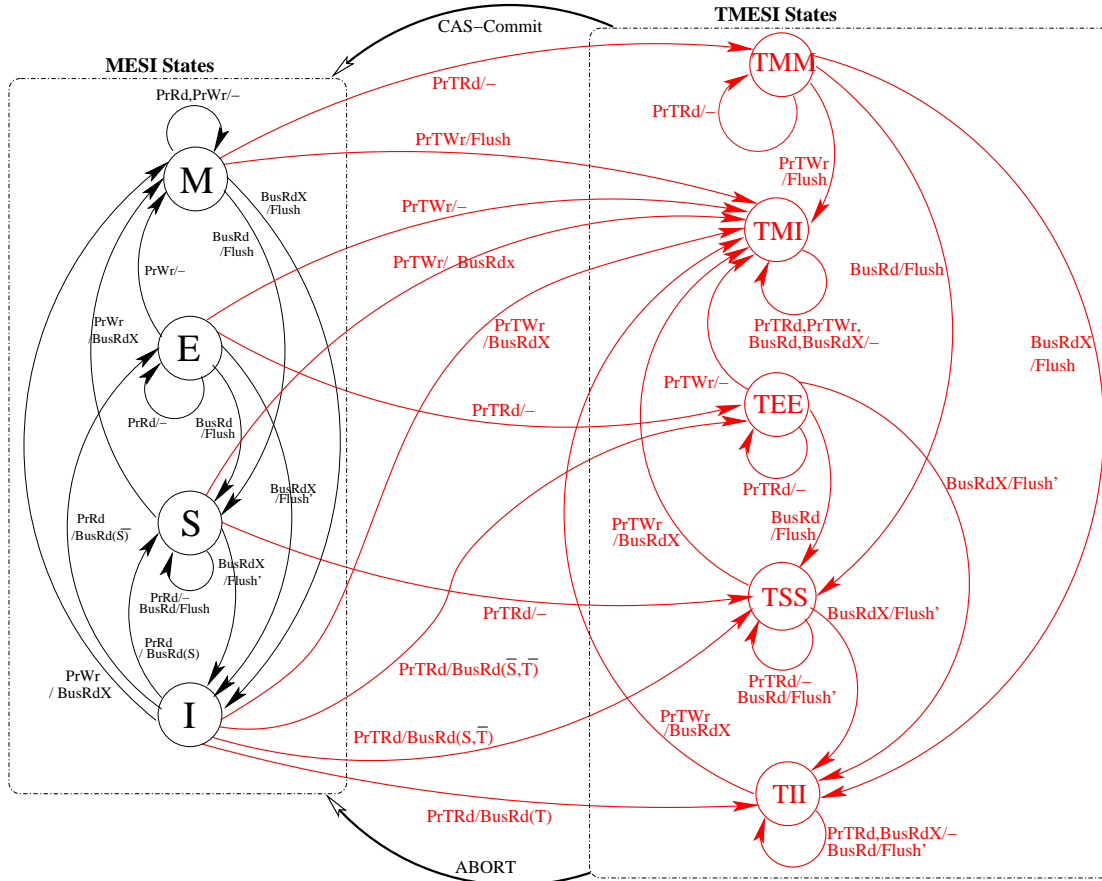 CAS−Commit
TMESI States
MESI States
PrRd,PrWr/−
M
PrTRd/−
PrTWr/Flush
TMM
PrTRd/−
PrTWr
/Flush
BusRdX
/Flush
BusRd
/Flush
PrTWr/−
PrTWr/ BusRdx
TMI
PrWr/−
BusRd/Flush
PrWr
/BusRdX
E
PrTRd,PrTWr,
BusRd,BusRdX/−
PrTWr
/BusRdX
BusRdX
/Flush
PrRd/−
BusRd
/Flush
PrTRd/−
PrTWr/−
TEE
PrTRd/−
BusRdX
/Flush'
BusRdX/Flush'
PrRd
/BusRd(S̅)
S
BusRd
/Flush
PrTWr
/BusRdX
BusRdX
/Flush'
PrRd/−
BusRd/Flush
PrTRd/−
TSS
BusRdX/Flush'
PrRd
/ BusRd(S)
PrTRd/BusRd(S̅,T̅)
PrTRd/−
BusRd/Flush'
PrWr
/ BusRdX
I
PrTRd/BusRd(S,T̅)
PrTWr
/BusRdX
TII
PrTRd/BusRd(T)
PrTRd,BusRdX/−
BusRd/Flush'
ABORT